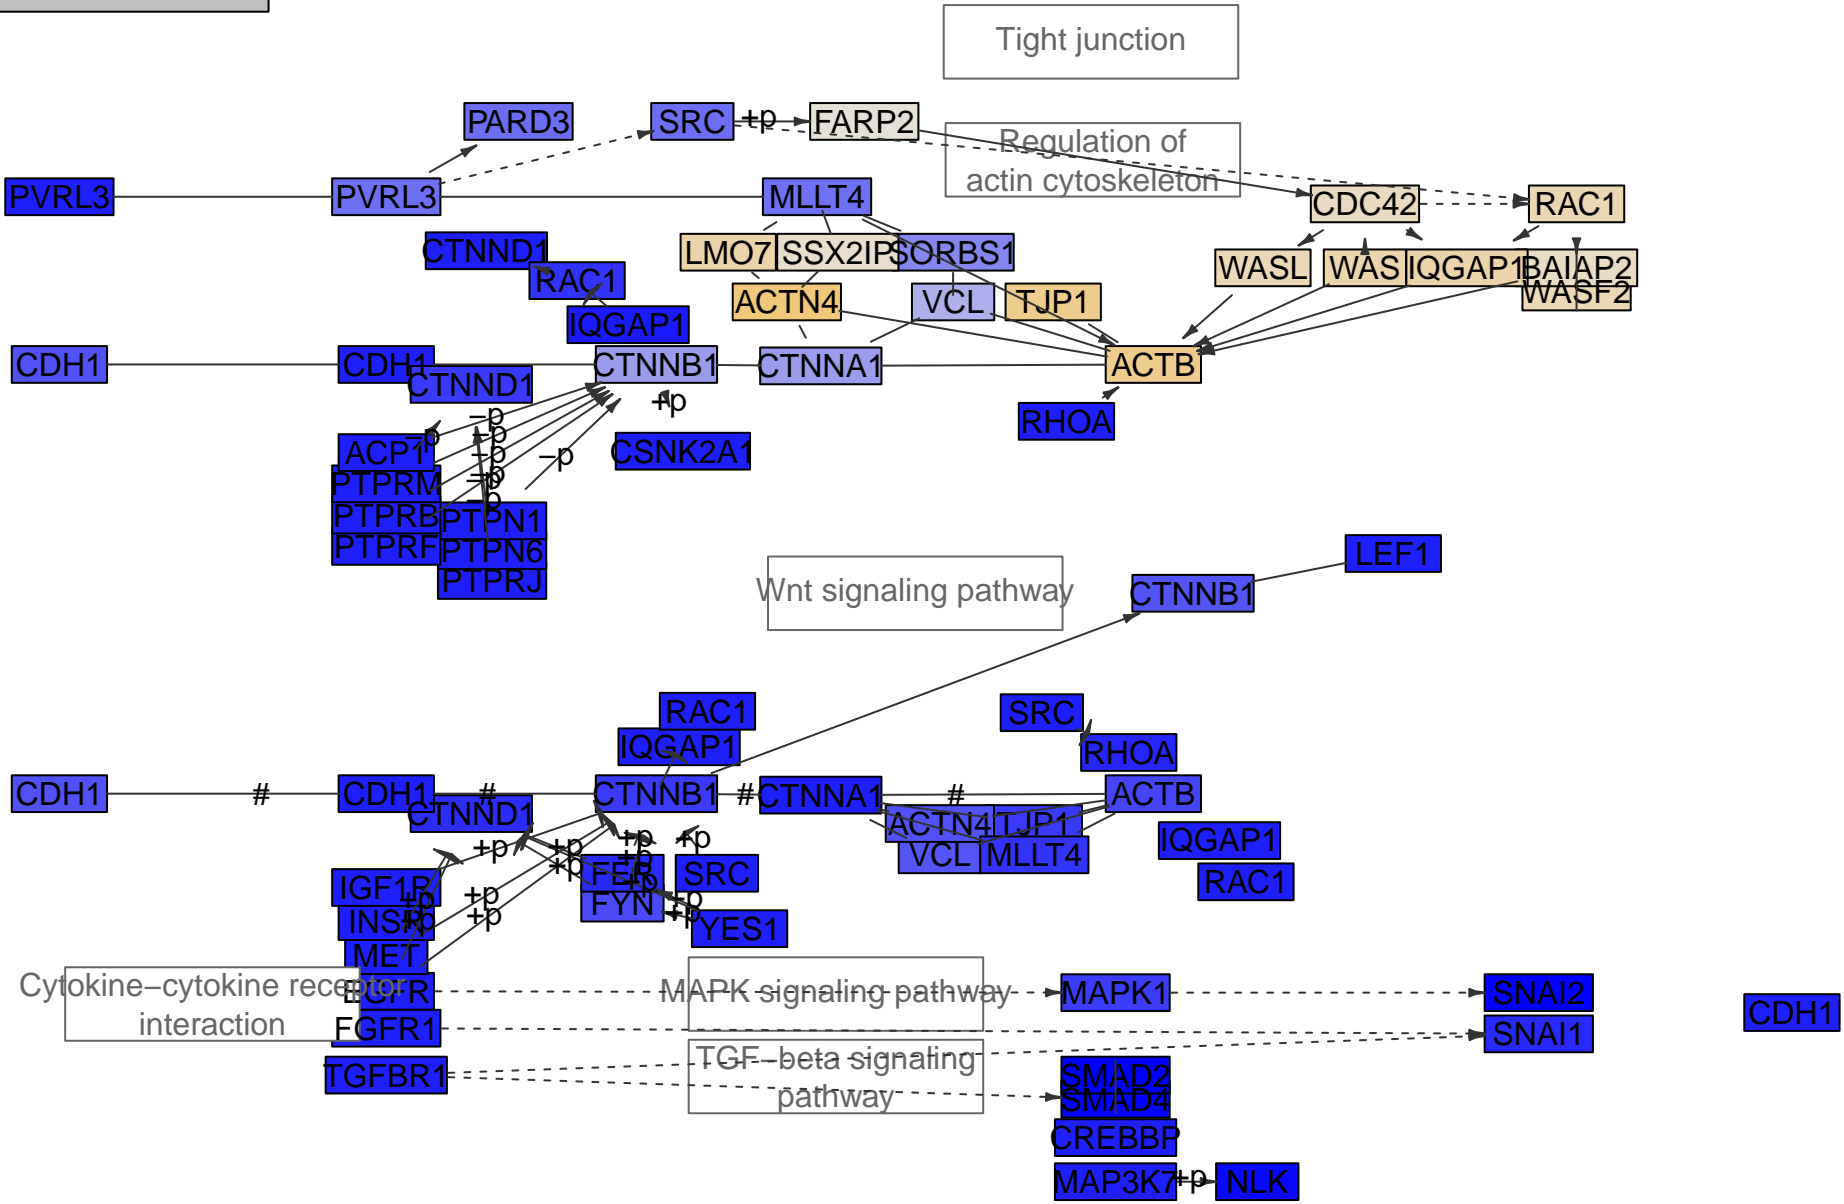 Tight junction
PARD3
SRC
+p
FARP2
Regulation of
actin cytoskeleton
PVRL3
PVRL3
MLLT4
CDC42
RAC1
CTNND1
RAC1
IQGAP1
LMO7
SSX2IP
SORBS1
WASL
WAS
IQGAP1
BAIAP2
WASF2
ACTN4
VCL
TJP1
CDH1
CDH1
CTNND1
CTNNB1
CTNNA1
ACTB
+p
RHOA
−p
−p
−p
−p
−p
−p
−p
−p
ACP1
CSNK2A1
PTPRM
PTPRB
PTPN1
PTPRF
PTPN6
PTPRJ
LEF1
Wnt signaling pathway
CTNNB1
RAC1
IQGAP1
SRC
RHOA
CDH1
#
CDH1
#
CTNND1
CTNNB1
#
CTNNA1
#
ACTB
ACTN4
TJP1
VCL
MLLT4
IQGAP1
RAC1
+p
+p
+p
+p
+p
+p
+p
FER
SRC
FYN
+p
+p
YES1
IGF1R
+p
+p
INSR
+p
+p
MET
Cytokine−cytokine receptor
interaction
EGFR
FGFR1
TGFBR1
MAPK signaling pathway
MAPK1
SNAI2
SNAI1
CDH1
TGF−beta signaling
pathway
SMAD2
SMAD4
CREBBP
MAP3K7
+p
NLK